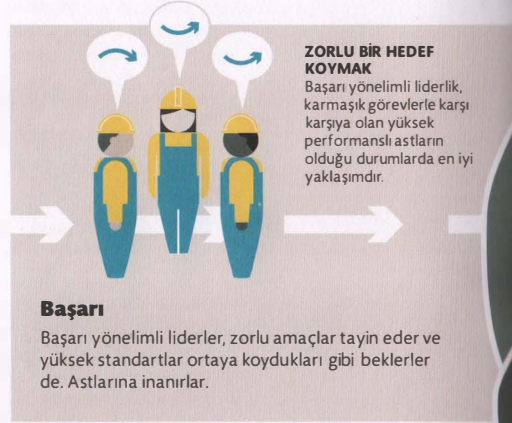 ZORLU BİR HEDEF
KOYMAK
Başarı yönelimli liderlik,
karmaşık görevlerle karşı
karşıya olan yüksek
performanslı astların
olduğu durumlarda en iyi
yaklaşımdır.
Başarı
Başarı yönelimli liderler, zorlu amaçlar tayin eder ve
yüksek standartlar ortaya koydukları gibi beklerler
de. Astlarına inanırlar.